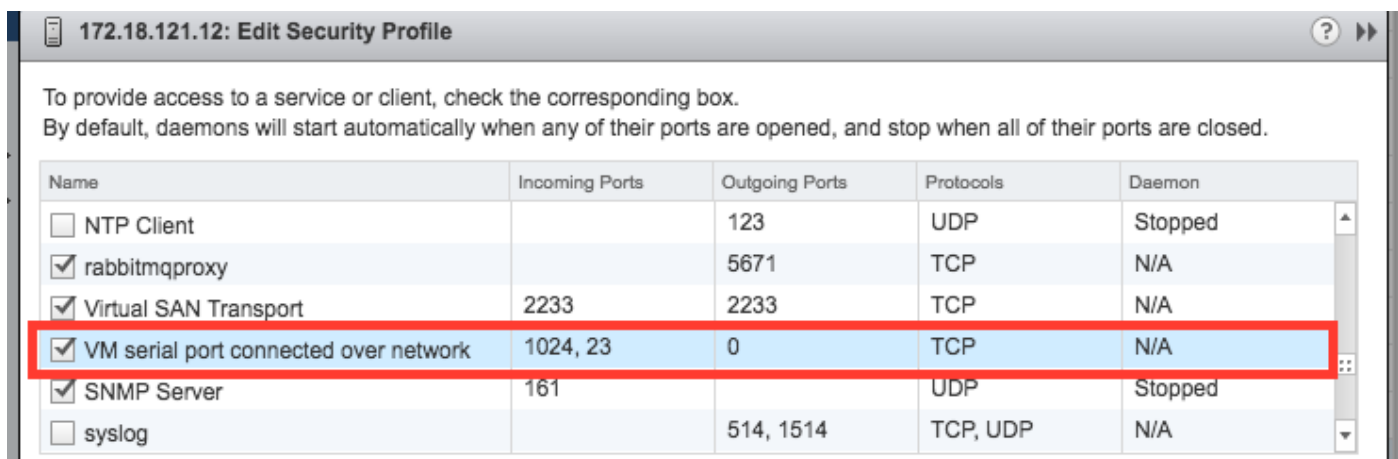 172.18.121.12: Edit Security Profile ?
To provide access to a service or client, check the corresponding box.
By default, daemons will start automatically when any of their ports are opened, and stop when all of their ports are closed.
Name Incoming Ports Outgoing Ports Protocols Daemon
NTP Client 123 UDP Stopped
rabbitmqproxy 5671 TCP N/A
Virtual SAN Transport 2233 2233 TCP N/A
VM serial port connected over network 1024, 23 0 TCP N/A
SNMP Server 161 UDP Stopped
syslog 514, 1514 TCP, UDP N/A